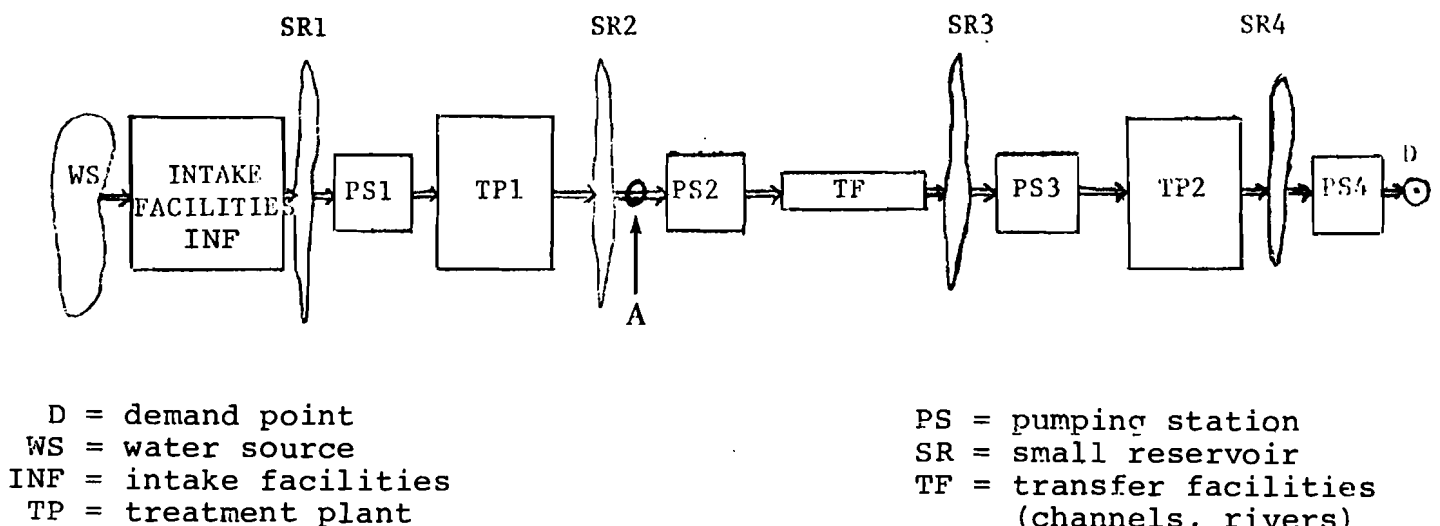 SR1 SR2 SR3 SR4
WS INTAKE FACILITIES INF PS1 TP1 PS2 TF PS3 TP2 PS4 D
A
D = demand point
WS = water source
INF = intake facilities
TP = treatment plant
PS = pumping station
SR = small reservoir
TF = transfer facilities
(channels, rivers)